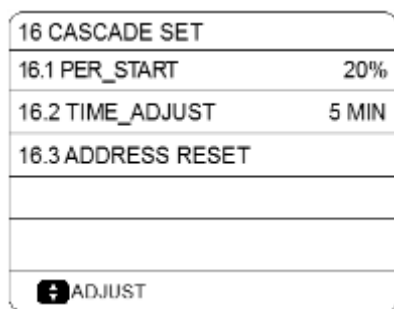 16 CASCADE SET
16.1 PER_START 20%
16.2 TIME_ADJUST 5 MIN
16.3 ADDRESS RESET
ADJUST